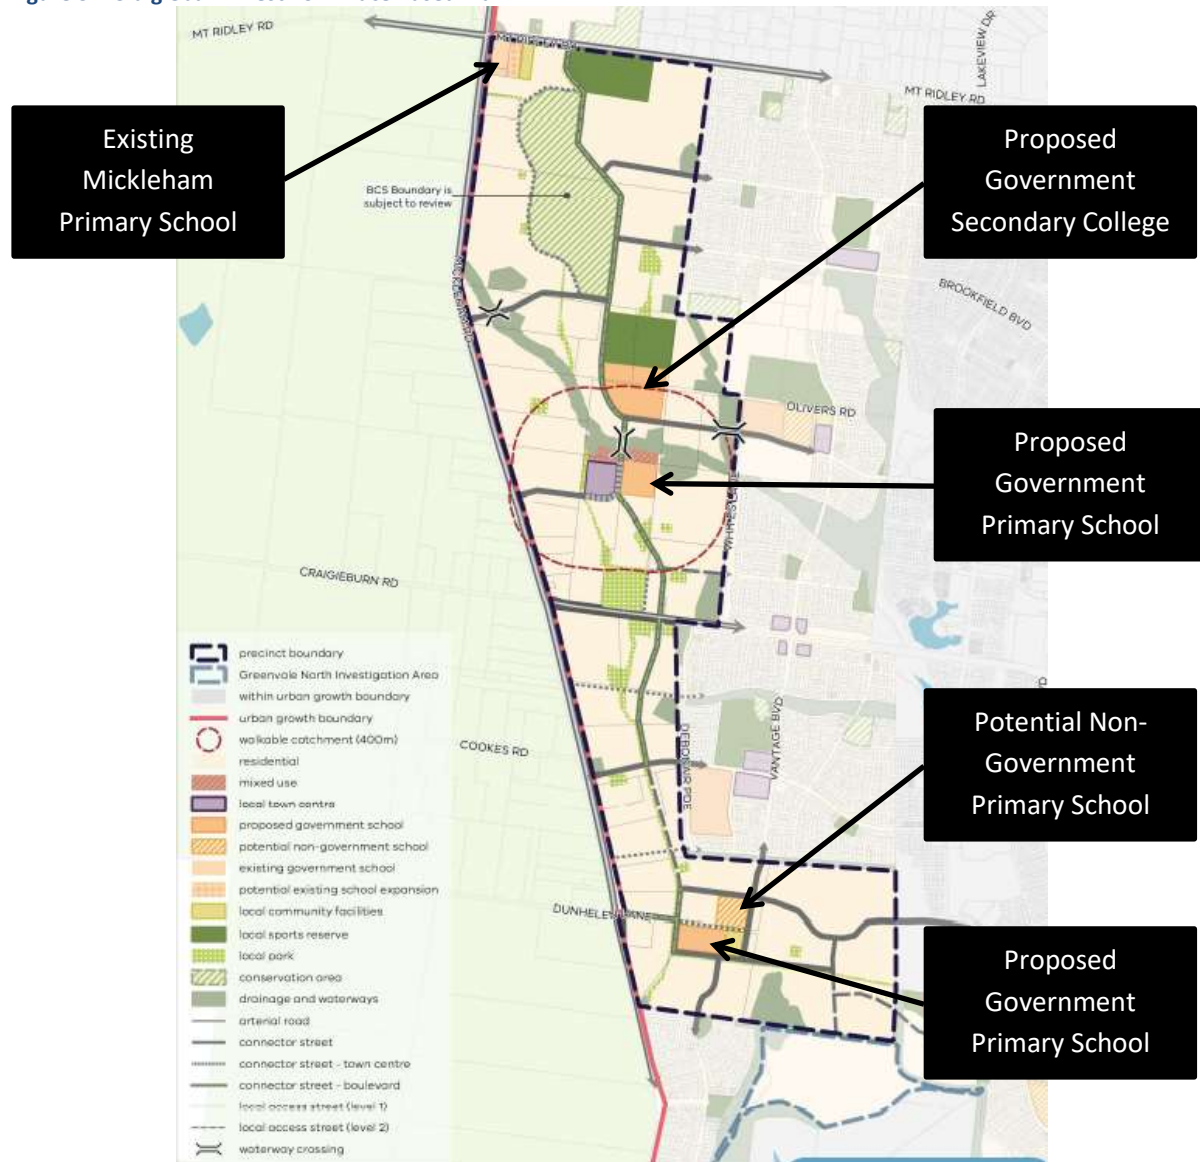 MT RIDLEY RD
LAKEVIEW DR
MT RIDLEY RD
Existing
Mickleham
Primary School
Proposed
Government
Secondary College
BCS Boundary is
subject to review
BROOKFIELD BVD
OLIVERS RD
Proposed
Government
Primary School
CRAIGIEBURN RD
precinct boundary
Greenvale North Investigation Area
within urban growth boundary
urban growth boundary
walkable catchment (400m)
residential
mixed use
local town centre
proposed government school
potential non-government school
existing government school
potential existing school expansion
local community facilities
local sports reserve
local park
conservation area
drainage and waterways
arterial road
connector street
connector street - town centre
connector street - boulevard
local access street (level 1)
local access street (level 2)
waterway crossing
COOKES RD
VANTAGE BVD
Potential Non-
Government
Primary School
Proposed
Government
Primary School